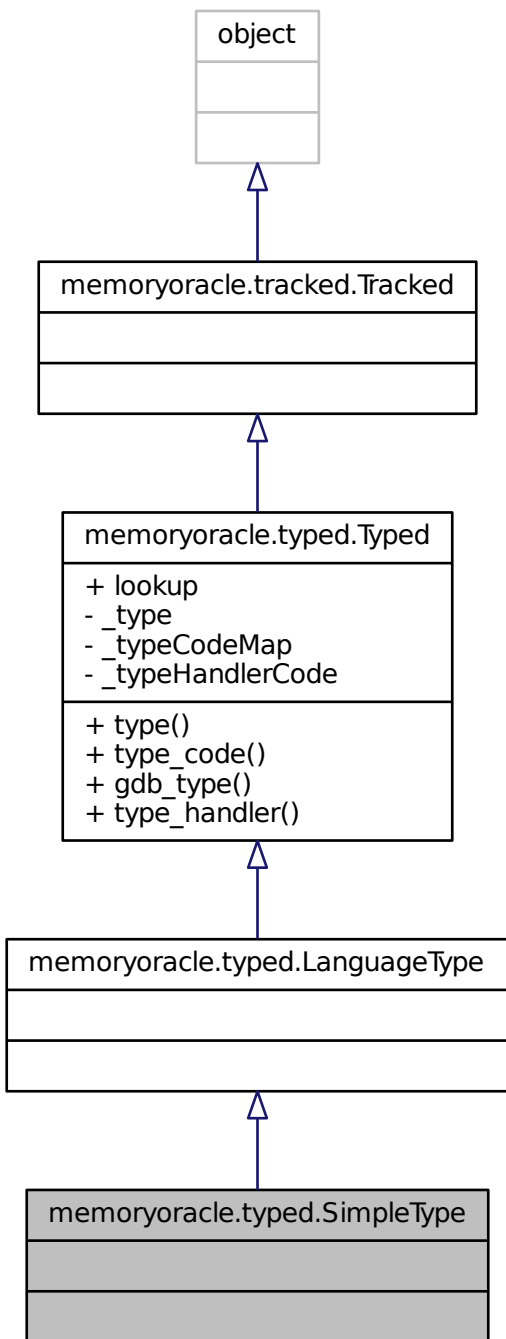 object
memoryoracle.tracked.Tracked
memoryoracle.typed.Typed
+ lookup
- _type
- _typeCodeMap
- _typeHandlerCode
+ type()
+ type_code()
+ gdb_type()
+ type_handler()
memoryoracle.typed.LanguageType
memoryoracle.typed.SimpleType